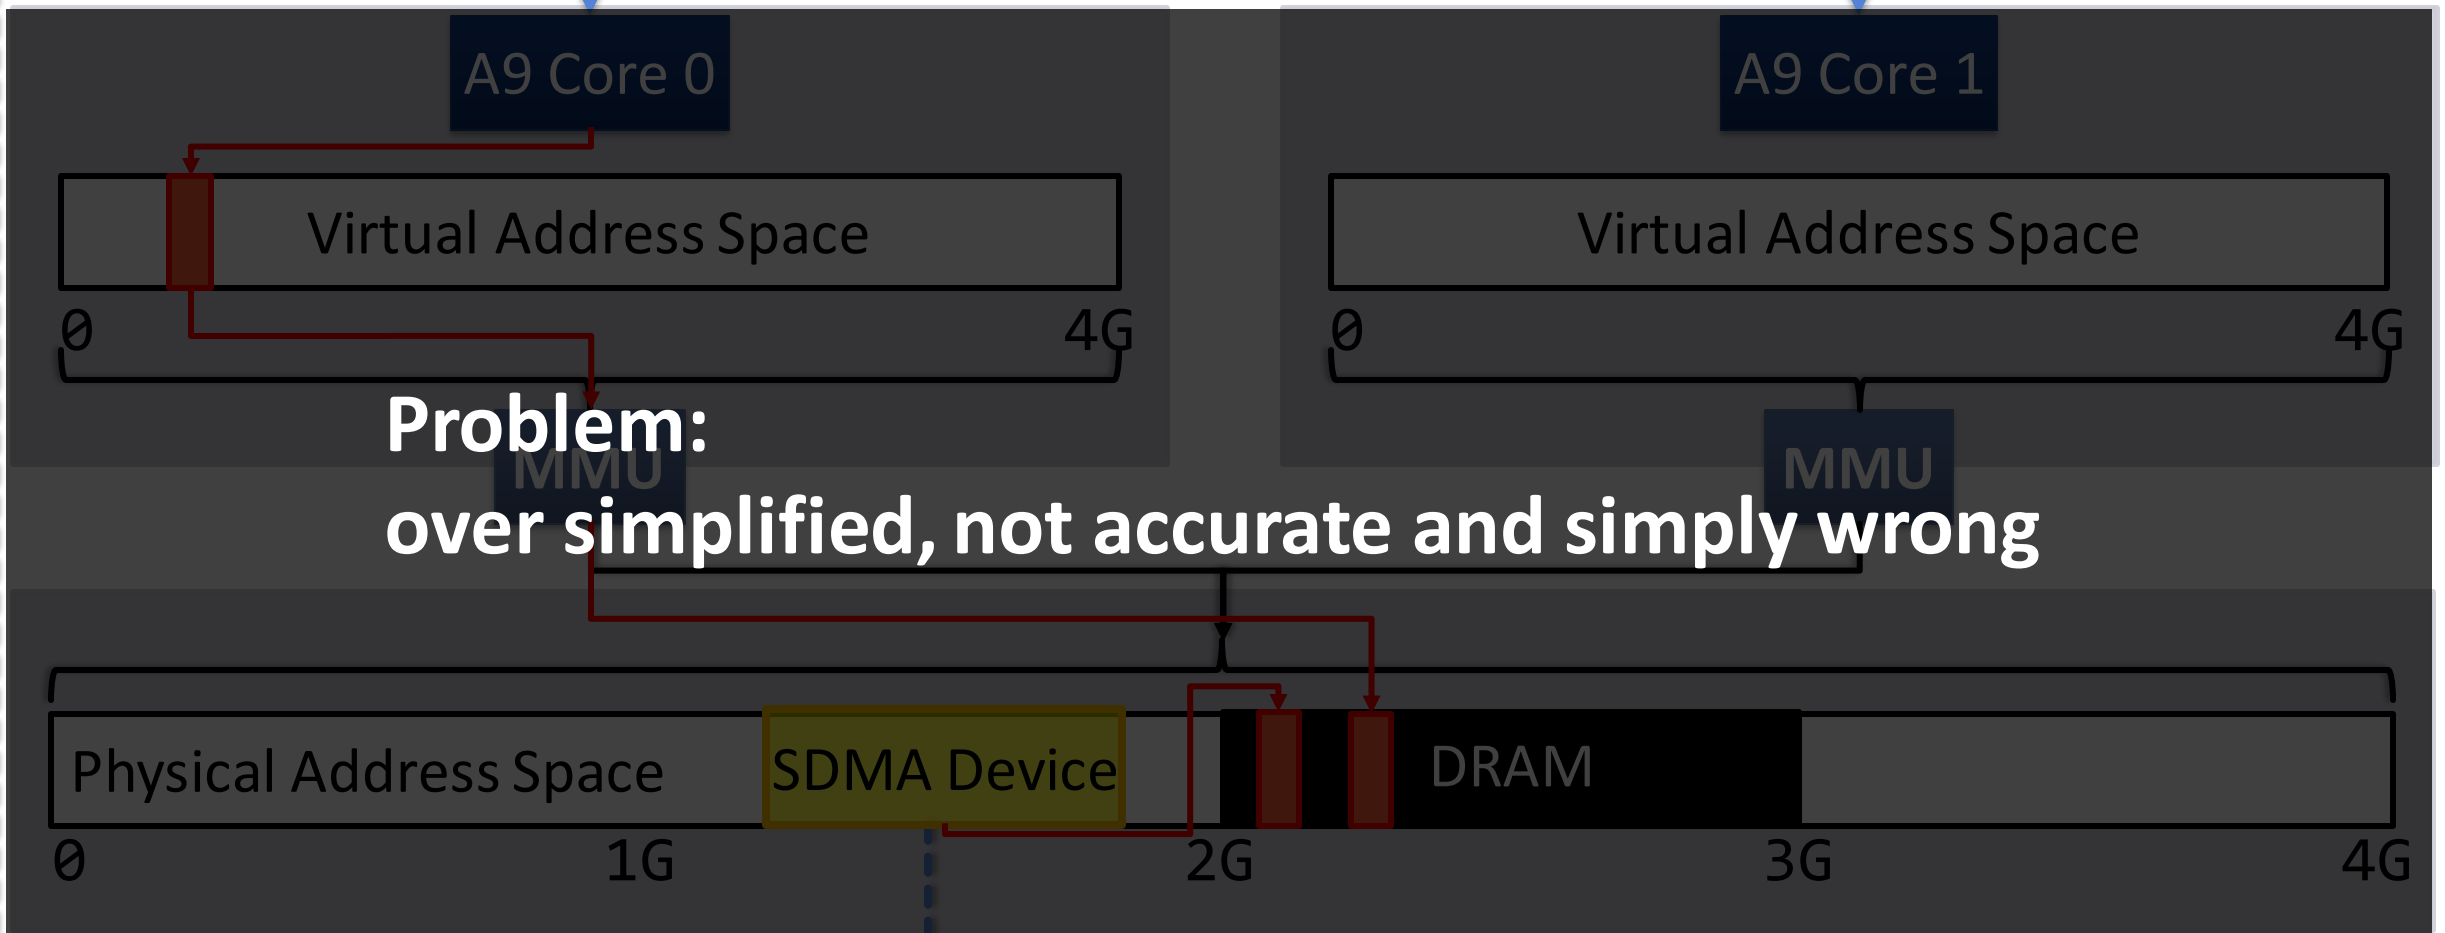 A9 Core 0
A9 Core 1
Virtual Address Space
Virtual Address Space
0
4G
0
4G
Problem:
MMU
MMU
over simplified, not accurate and simply wrong
Physical Address Space
SDMA Device
DRAM
0
1G
2G
3G
4G